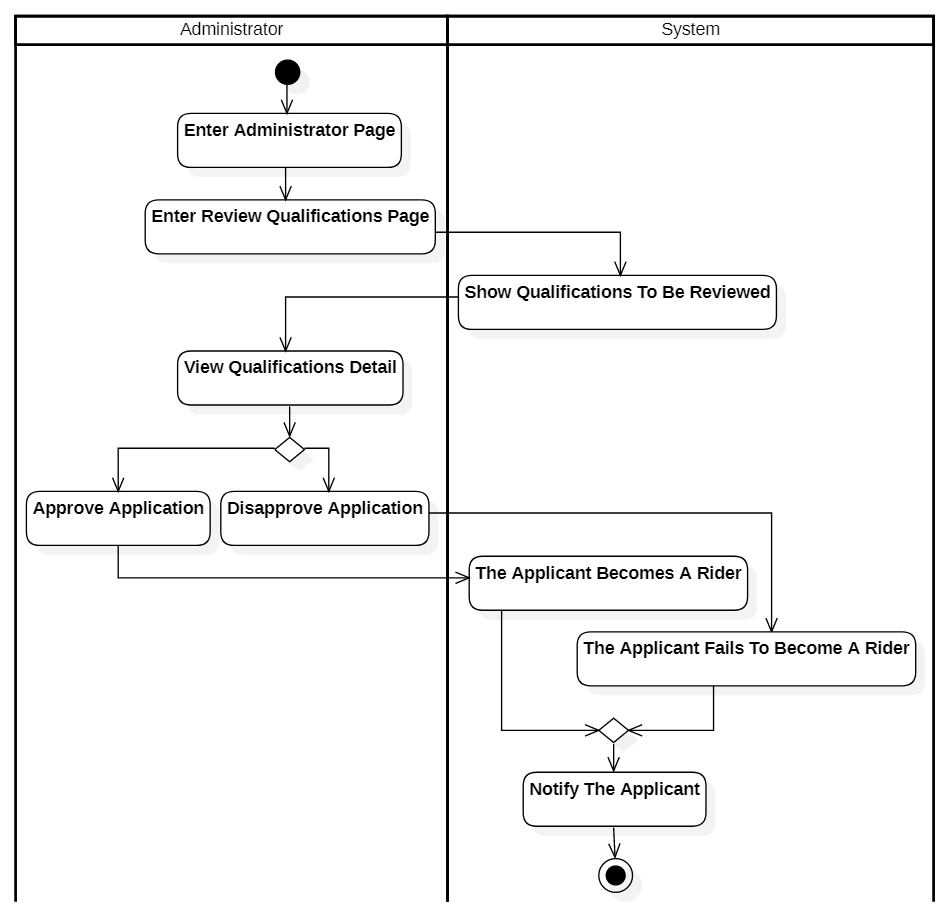 Administrator
System
Enter Administrator Page
Enter Review Qualifications Page
Show Qualifications To Be Reviewed
View Qualifications Detail
Approve Application
Disapprove Application
The Applicant Becomes A Rider
The Applicant Fails To Become A Rider
Notify The Applicant